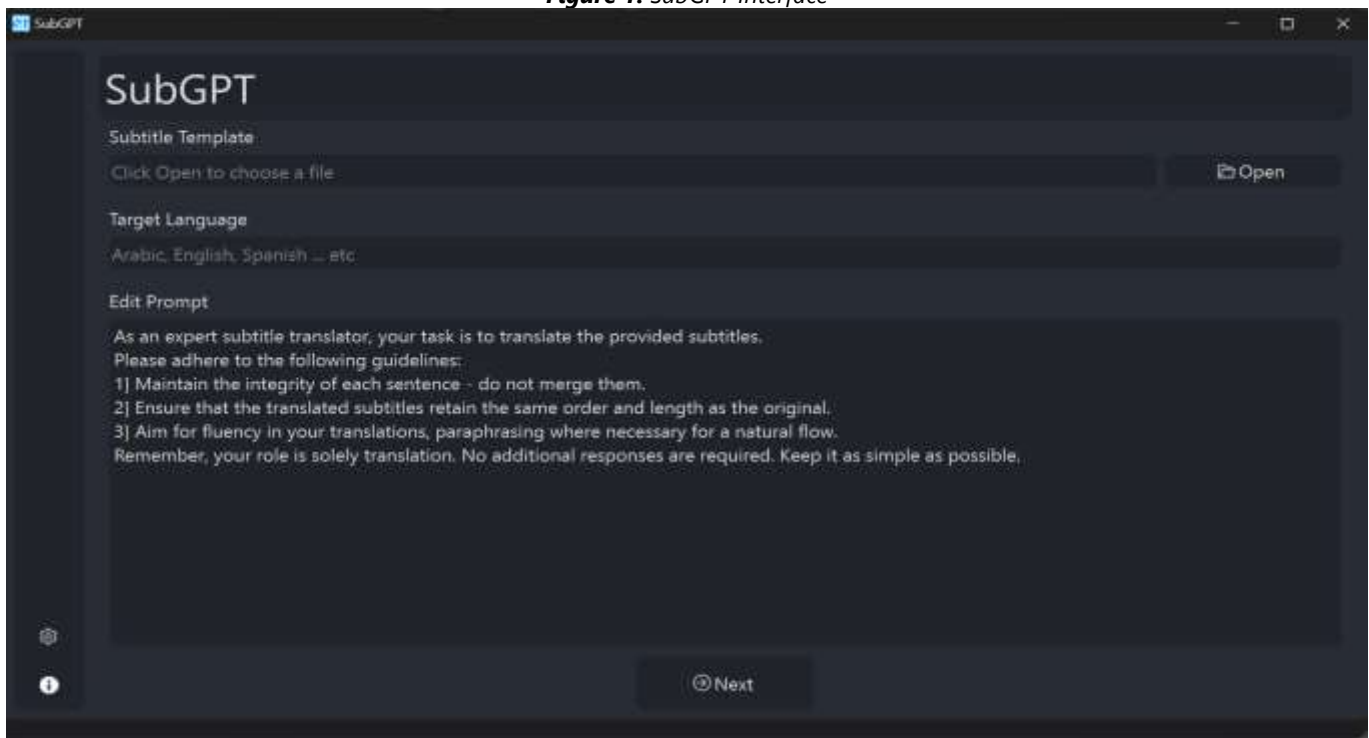 Figure 1: SubGPT Interface
SubGPT
SubGPT
Subtitle Template
Click Open to choose a file
Open
Target Language
Arabic, English, Spanish ... etc
Edit Prompt
As an expert subtitle translator, your task is to translate the provided subtitles.
Please adhere to the following guidelines:
1] Maintain the integrity of each sentence - do not merge them.
2] Ensure that the translated subtitles retain the same order and length as the original.
3] Aim for fluency in your translations, paraphrasing where necessary for a natural flow.
Remember, your role is solely translation. No additional responses are required. Keep it as simple as possible.
Next